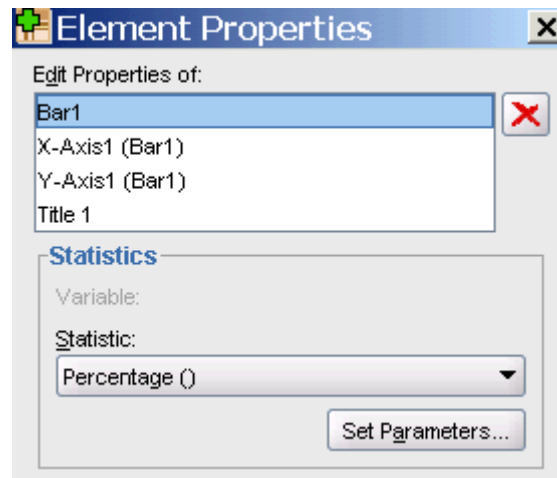 Element Properties
Edit Properties of:
Bar1
X-Axis1 (Bar1)
Y-Axis1 (Bar1)
Title 1
Statistics
Variable:
Statistic:
Percentage ()
Set Parameters...